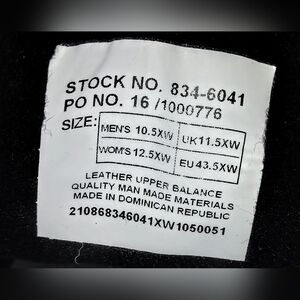 STOCK NO. 834-6041
PO NO. 16 /1000776
SIZE: MEN'S 10.5XW UK11.5XW
WOM'S 12.5XW EU 43.5XW
LEATHER UPPER BALANCE
QUALITY MAN MADE MATERIALS
MADE IN DOMINICAN REPUBLIC
210868346041XW1050051